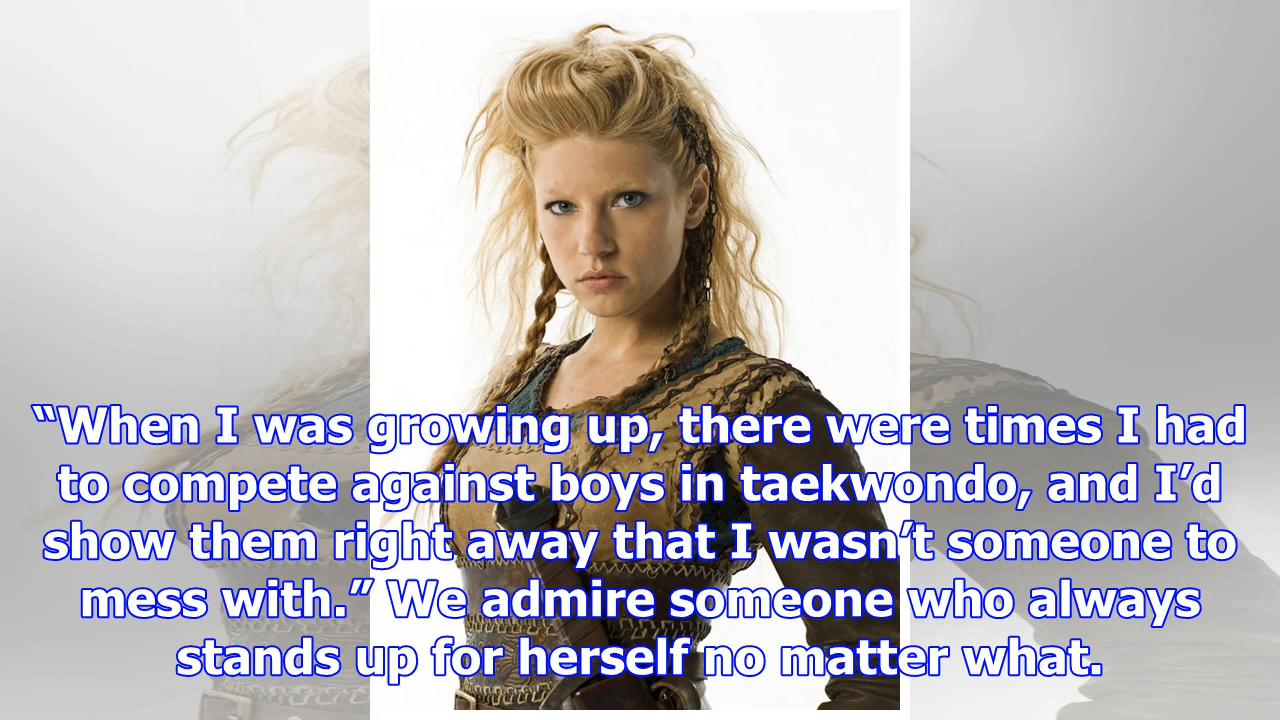 “When I was growing up, there were times I had
to compete against boys in taekwondo, and I’d
show them right away that I wasn’t someone to
mess with.” We admire someone who always
stands up for herself no matter what.